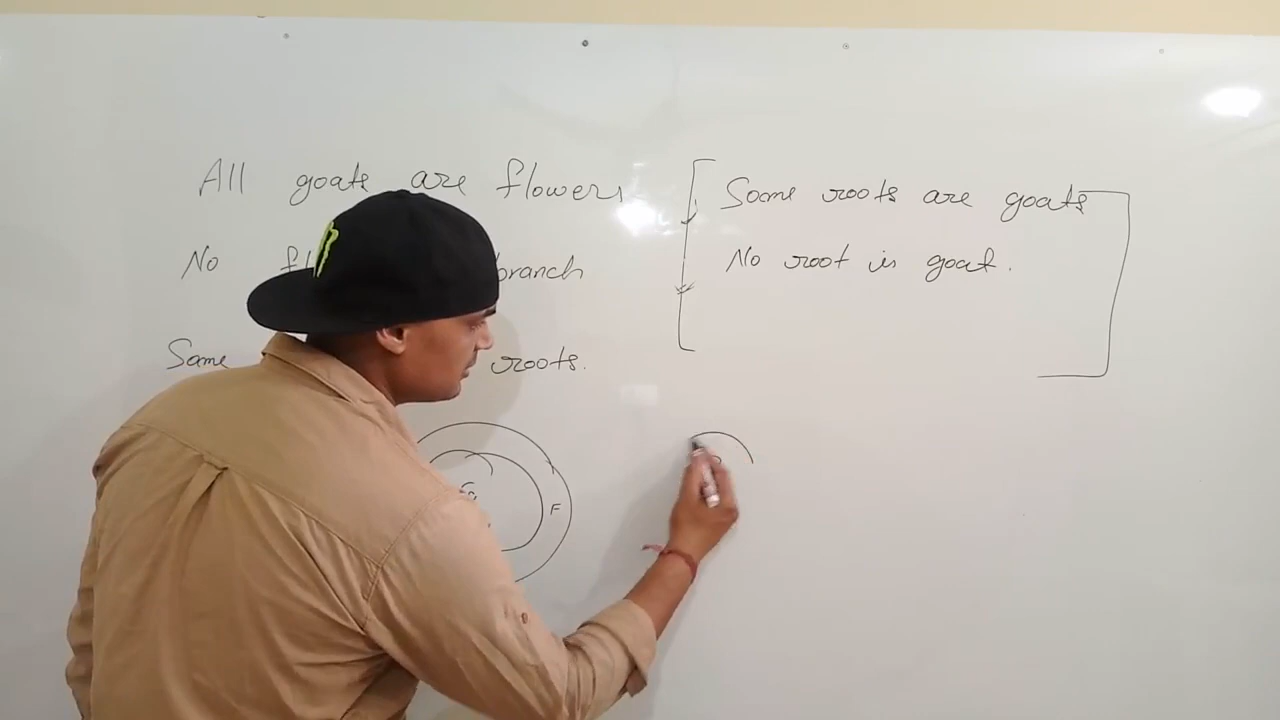 All goats are flowers
No branch
Some roots.
Some roots are goats
No root is goat.
F